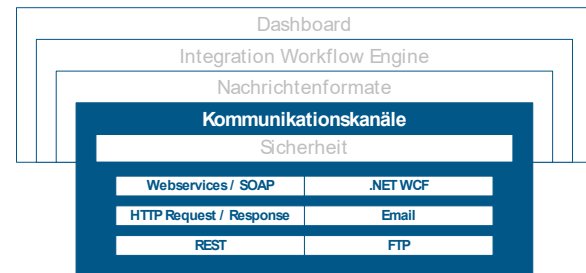 Dashboard
Integration Workflow Engine
Nachrichtenformate
Kommunikationskanäle
Sicherheit
Webservices / SOAP .NET WCF
HTTP Request / Response Email
REST FTP